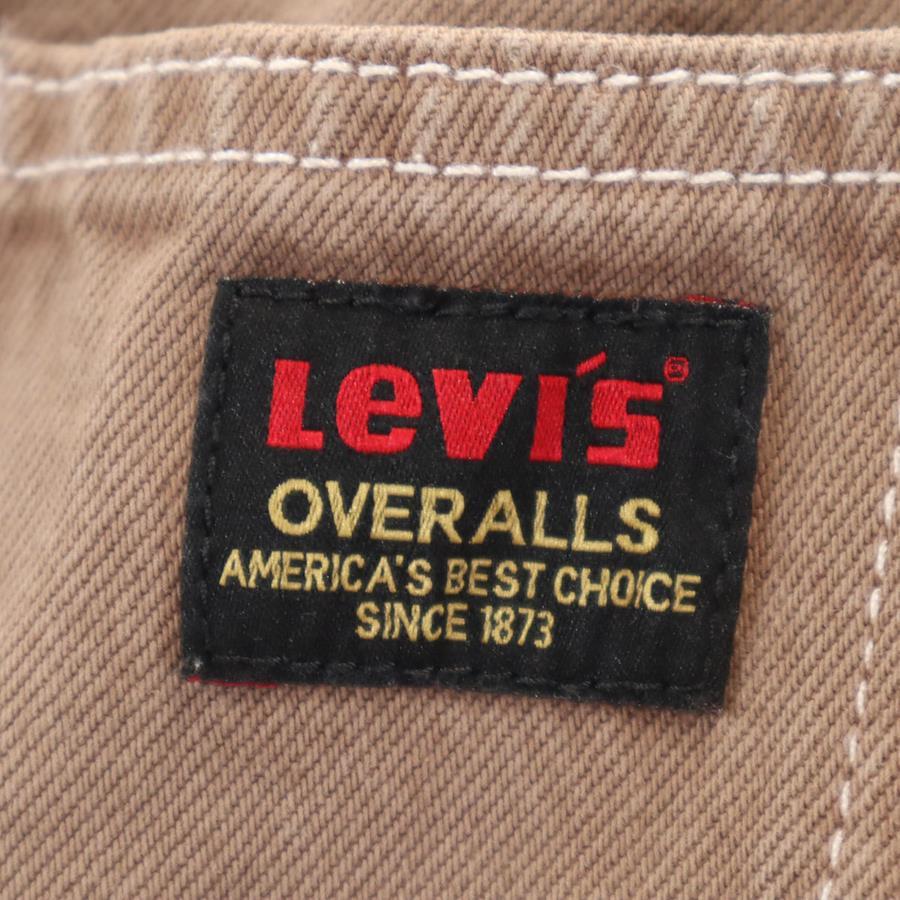 Levi's®
OVERALLS
AMERICA'S BEST CHOICE
SINCE 1873